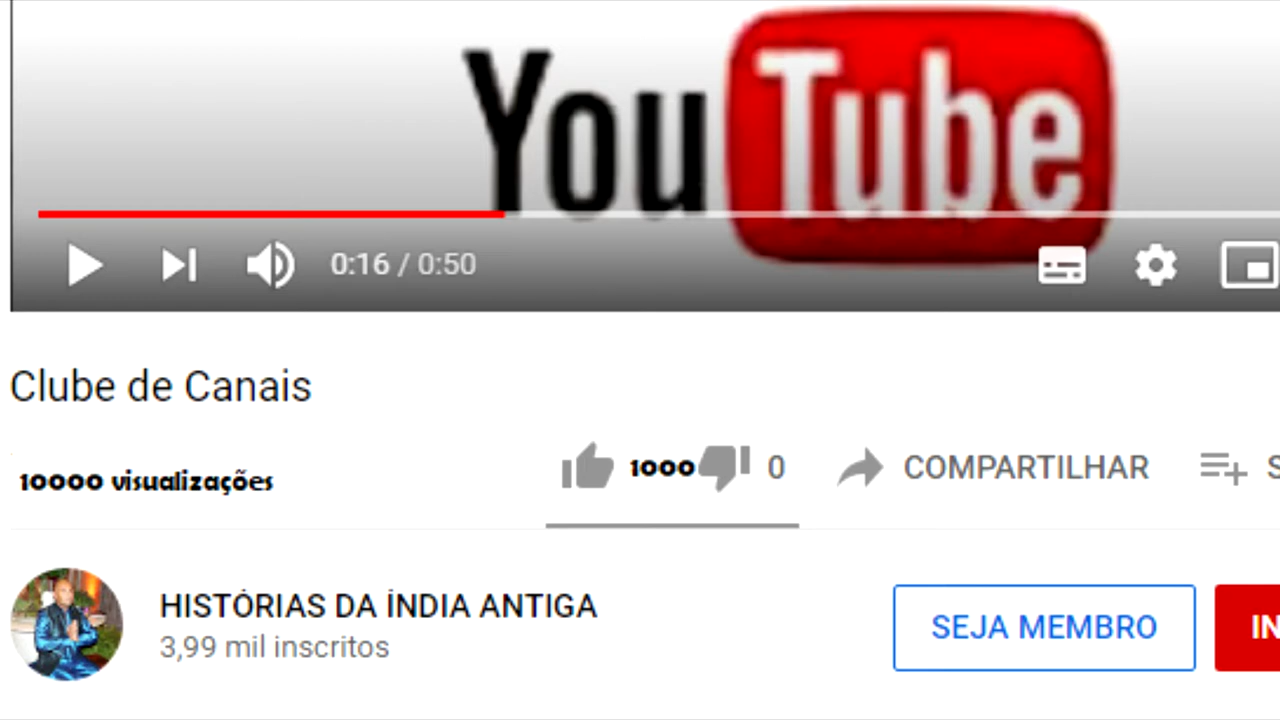 YouTube
0:16 / 0:50
Clube de Canais
10000 visualizações
1000 0 COMPARTILHAR S
HISTÓRIAS DA ÍNDIA ANTIGA
3,99 mil inscritos
SEJA MEMBRO IN